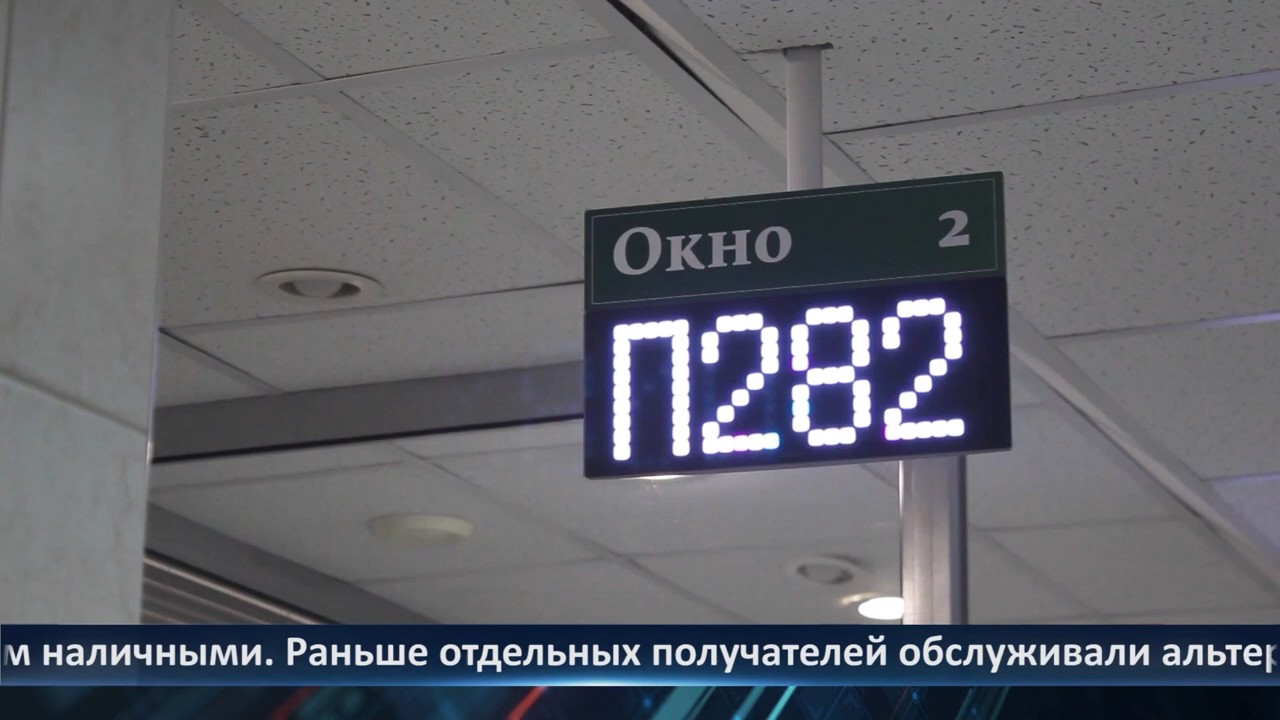 Окно 2
П282
м наличными. Раньше отдельных получателей обслуживали альтер